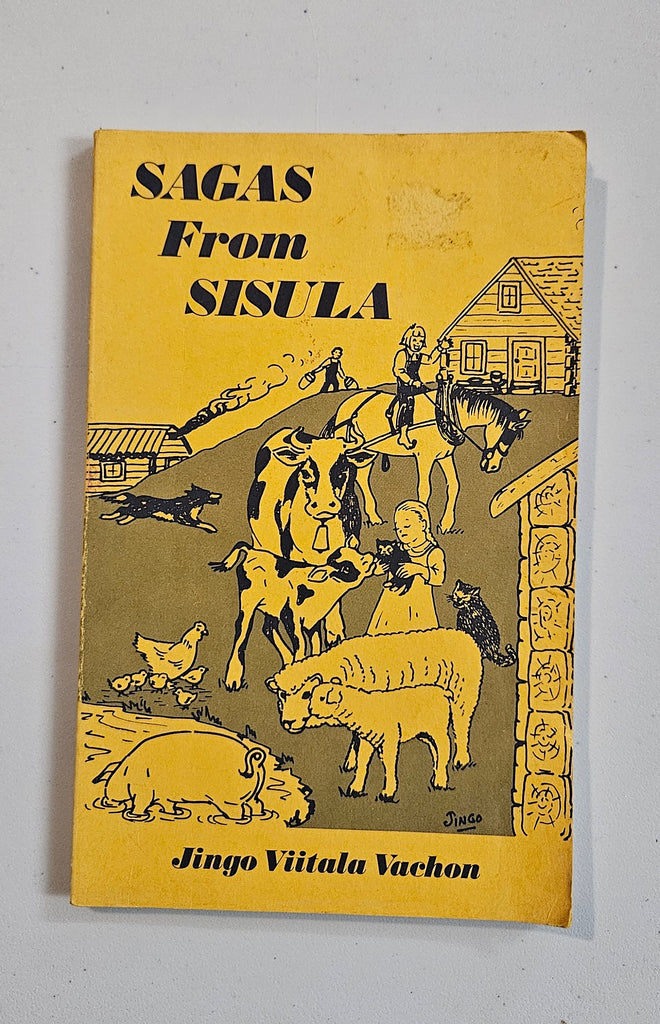 SAGAS
From
SISULA
JINGO
Jingo Viitala Vachon